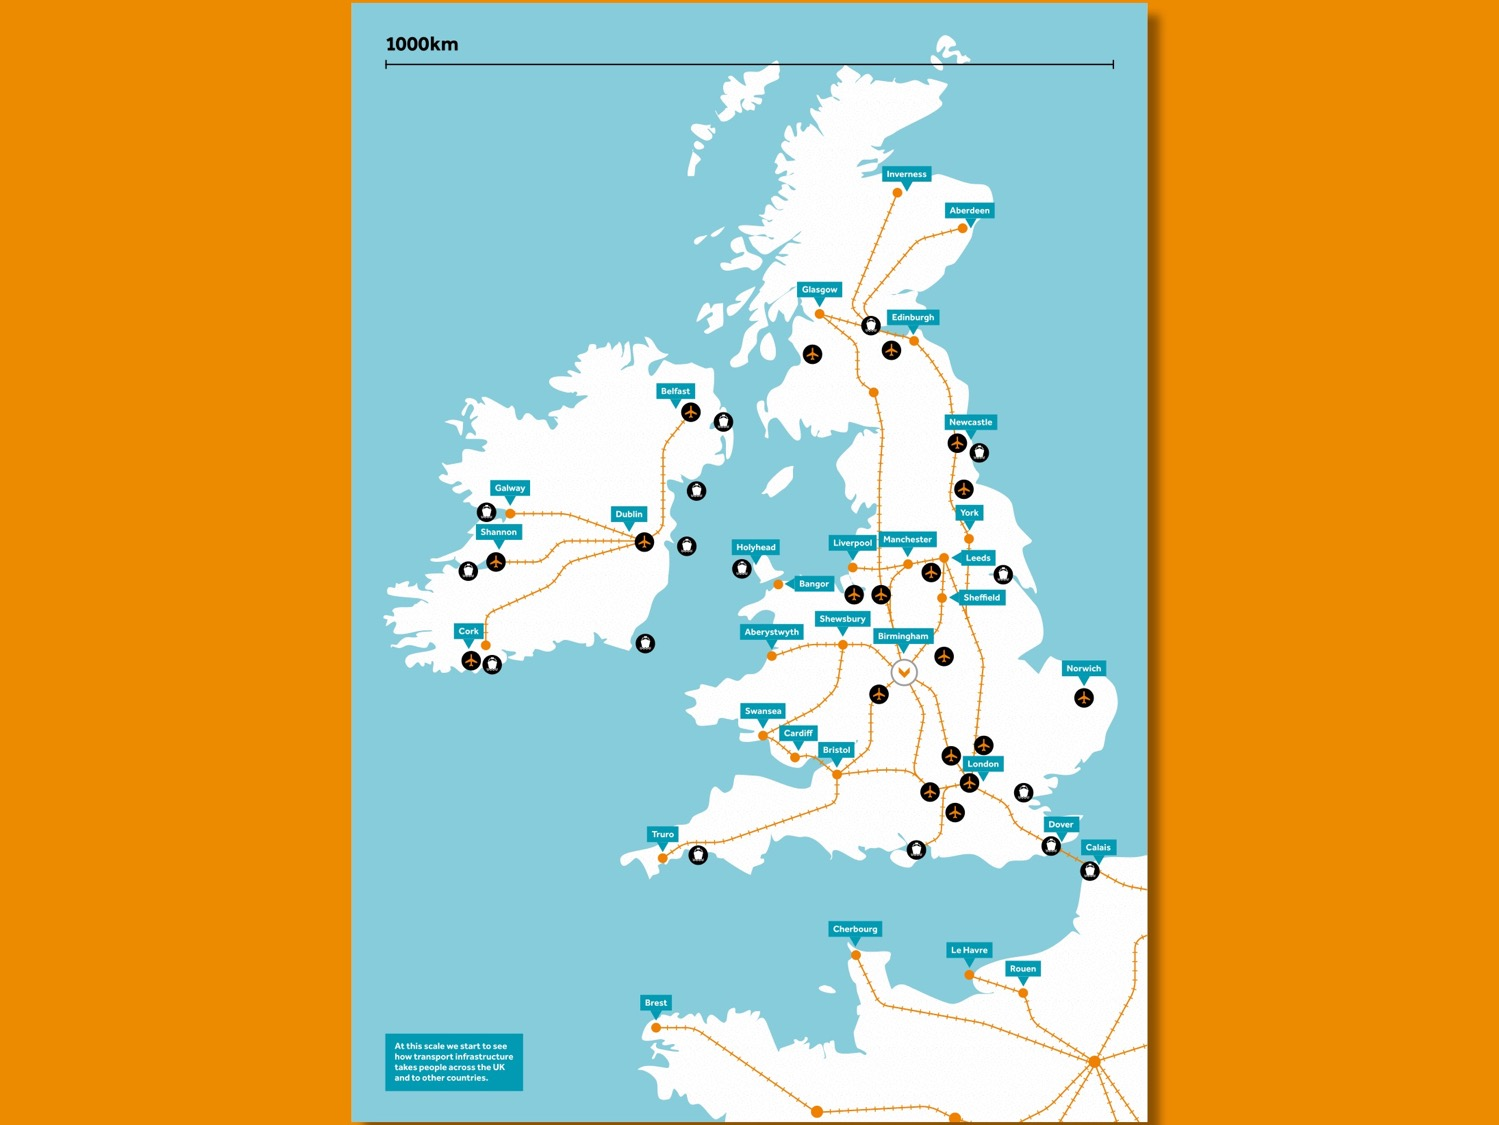 1000km
Inverness
Aberdeen
Glasgow
Edinburgh
Belfast
Newcastle
Galway
Dublin
York
Shannon
Holyhead
Liverpool
Manchester
Leeds
Bangor
Sheffield
Shewsbury
Cork
Aberystwyth
Birmingham
Norwich
Swansea
Cardiff
Bristol
London
Truro
Dover
Calais
Cherbourg
Le Havre
Rouen
Brest
At this scale we start to see
how transport infrastructure
takes people across the UK
and to other countries.